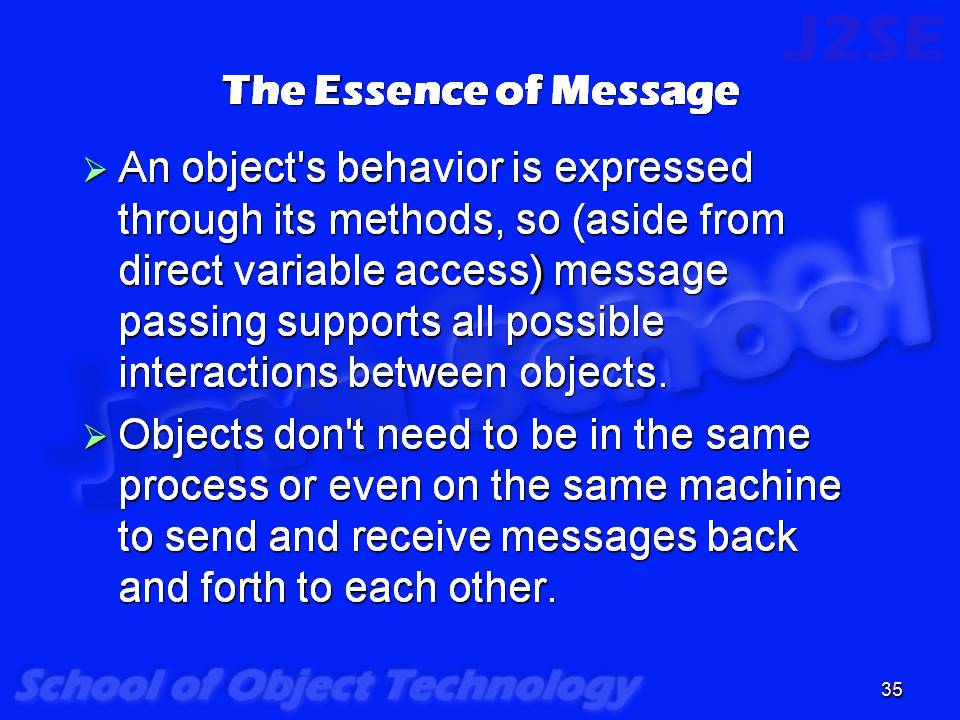 J2SE
The Essence of Message
An object's behavior is expressed
through its methods, so (aside from
direct variable access) message
passing supports all possible
interactions between objects.
Objects don't need to be in the same
process or even on the same machine
to send and receive messages back
and forth to each other.
Java School
School of Object Technology
35